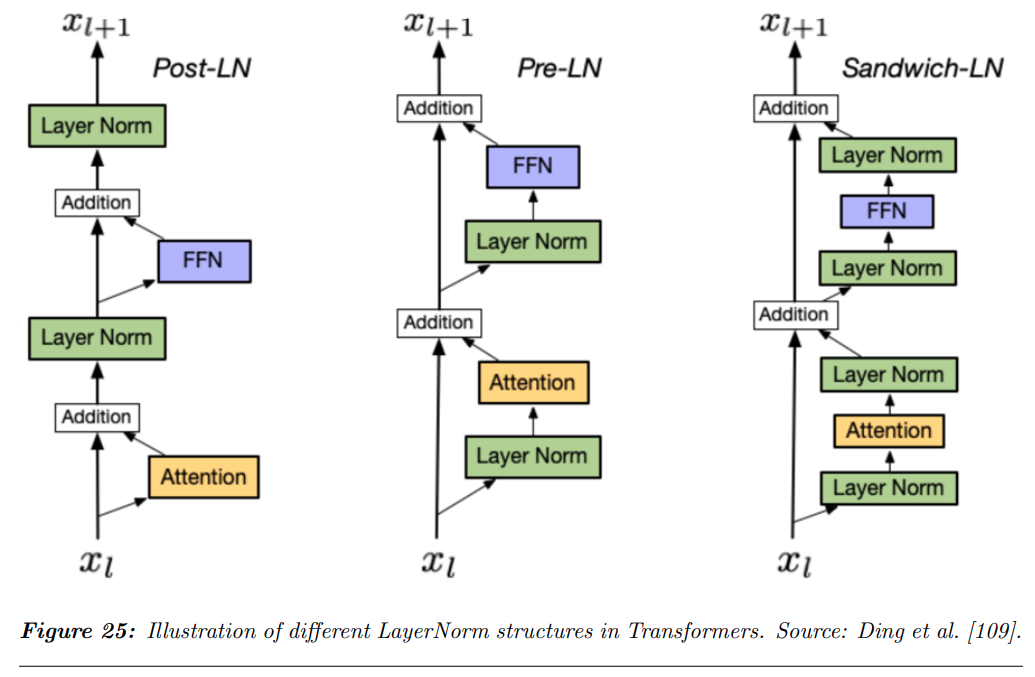 x_{l+1}
Post-LN
Layer Norm
Addition
FFN
Layer Norm
Addition
Attention
x_l
x_{l+1}
Pre-LN
Addition
FFN
Layer Norm
Addition
Attention
Layer Norm
x_l
x_{l+1}
Sandwich-LN
Addition
Layer Norm
FFN
Layer Norm
Addition
Layer Norm
Attention
Layer Norm
x_l
Figure 25: Illustration of different LayerNorm structures in Transformers. Source: Ding et al. [109].